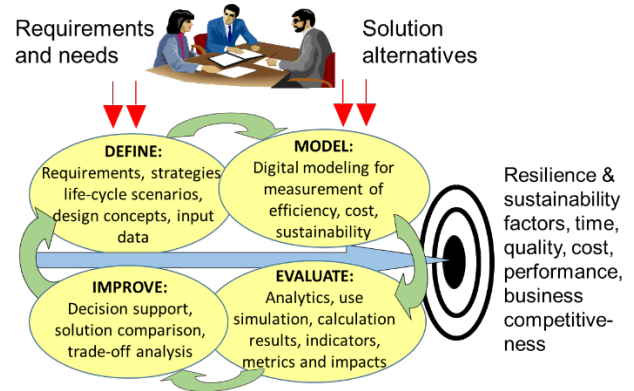 Requirements
and needs
Solution
alternatives
DEFINE:
Requirements, strategies
life-cycle scenarios,
design concepts, input
data
MODEL:
Digital modeling for
measurement of
efficiency, cost,
sustainability
IMPROVE:
Decision support,
solution comparison,
trade-off analysis
EVALUATE:
Analytics, use
simulation, calculation
results, indicators,
metrics and impacts
Resilience &
sustainability
factors, time,
quality, cost,
performance,
business
competitive-
ness